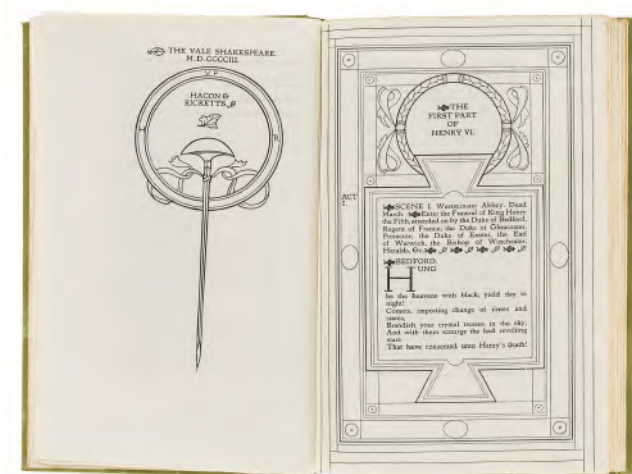 THE VALE SHAKESPEARE
M.D.CCCCIII.
V P
HACON &
RICKETTS
H
R
THE
FIRST PART
OF
HENRY VI.
ACT
I.
SCENE I. Westminster Abbey. Dead
March. Enter the Funeral of King Henry
the Fifth, attended on by the Duke of Bedford,
Regent of France; the Duke of Gloucester,
Protector; the Duke of Exeter, the Earl
of Warwick, the Bishop of Winchester,
Heralds, &c.
BEDFORD.
HUNG
be the heavens with black, yield day to
night!
Comets, importing change of times and
states,
Brandish your crystal tresses in the sky,
And with them scourge the bad revolting
stars
That have consented unto Henry's death!